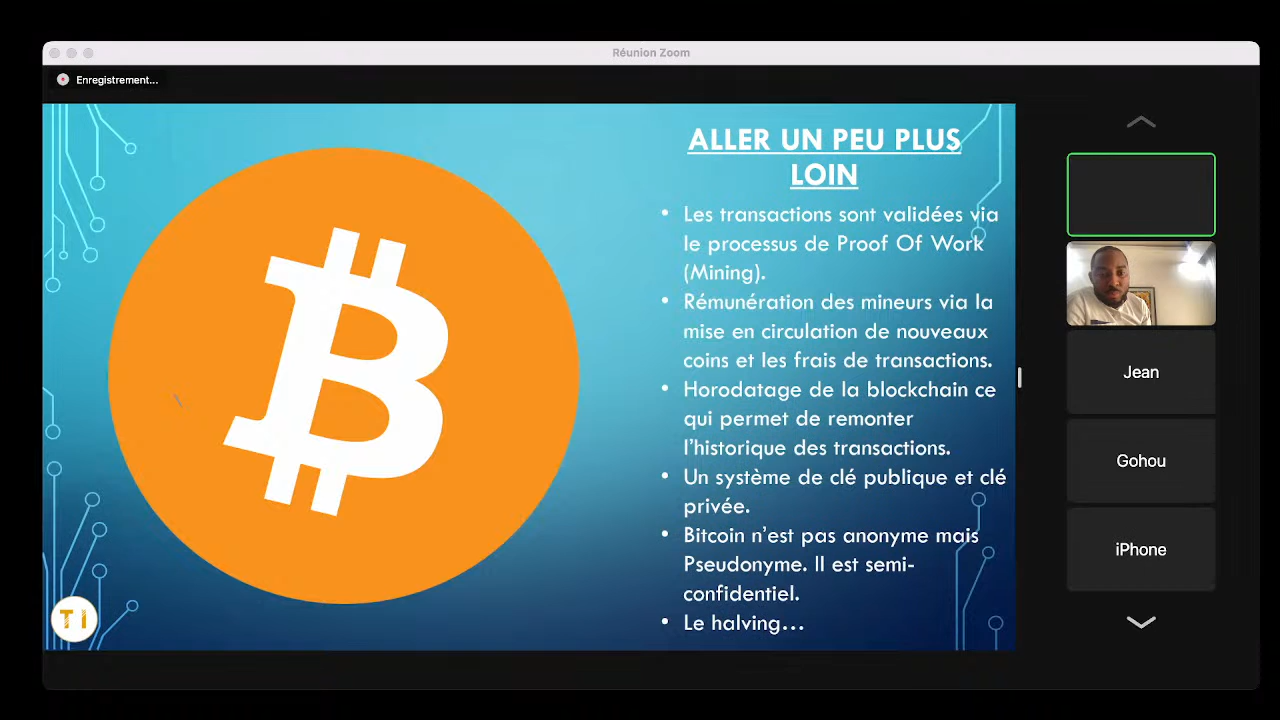 Réunion Zoom
Enregistrement...
ALLER UN PEU PLUS
LOIN
• Les transactions sont validées via
le processus de Proof Of Work
(Mining).
• Rémunération des mineurs via la
mise en circulation de nouveaux
coins et les frais de transactions.
• Horodatage de la blockchain ce
qui permet de remonter
l’historique des transactions.
• Un système de clé publique et clé
privée.
• Bitcoin n’est pas anonyme mais
Pseudonyme. Il est semi-
confidentiel.
• Le halving…
TI
Jean
Gohou
iPhone